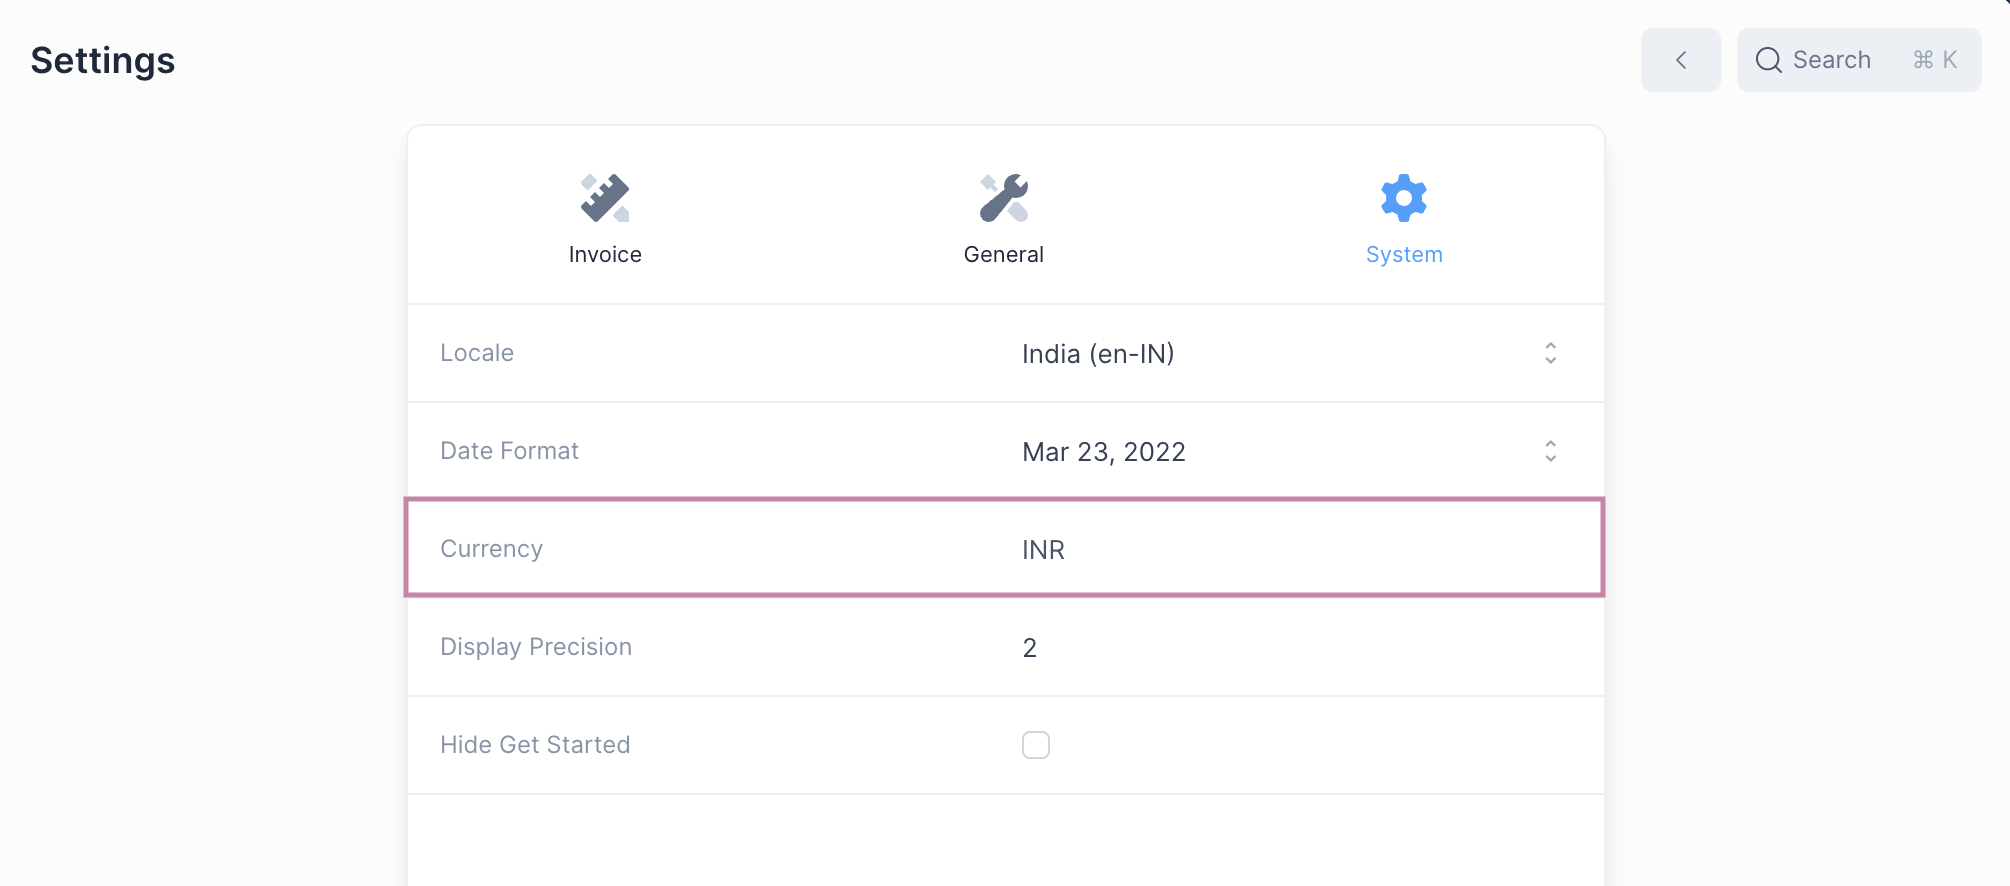 Settings
Search ⌘ K
Invoice
General
System
Locale
India (en-IN)
Date Format
Mar 23, 2022
Currency
INR
Display Precision
2
Hide Get Started